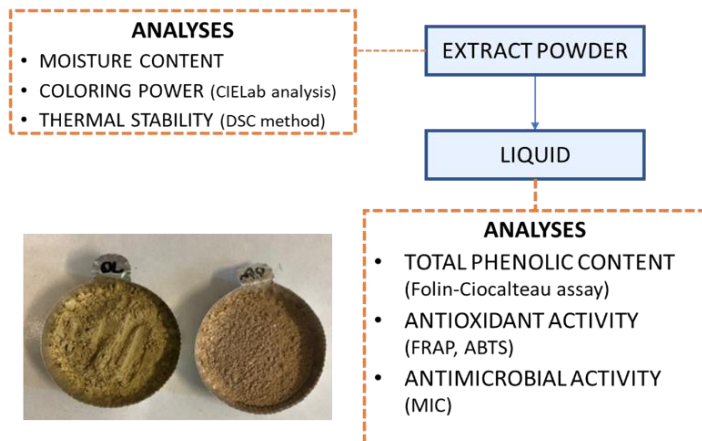 ANALYSES
• MOISTURE CONTENT
• COLORING POWER (CIELab analysis)
• THERMAL STABILITY (DSC method)
EXTRACT POWDER
LIQUID
ANALYSES
• TOTAL PHENOLIC CONTENT
(Folin-Ciocalteau assay)
• ANTIOXIDANT ACTIVITY
(FRAP, ABTS)
• ANTIMICROBIAL ACTIVITY
(MIC)
OL